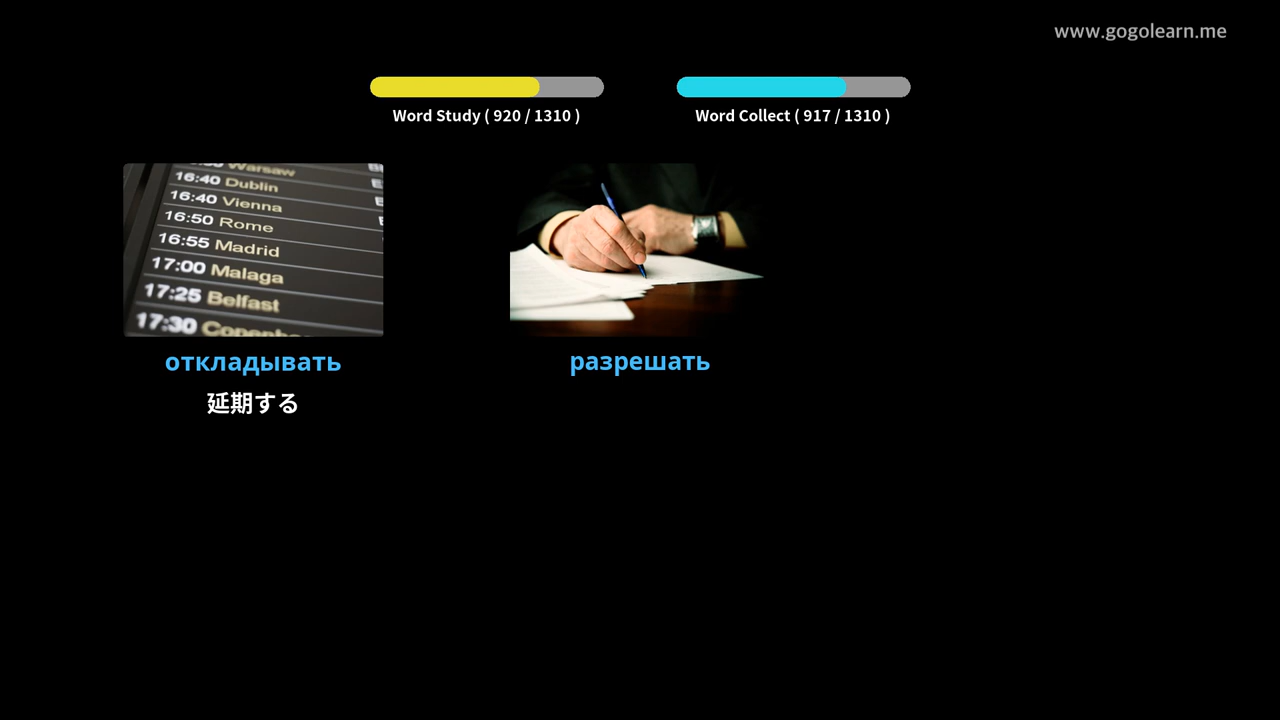 www.gogolearn.me
Word Study ( 920 / 1310 )
Word Collect ( 917 / 1310 )
Warsaw
16:40 Dublin
16:40 Vienna
16:50 Rome
16:55 Madrid
17:00 Malaga
17:25 Belfast
17:30
откладывать
разрешать
延期する